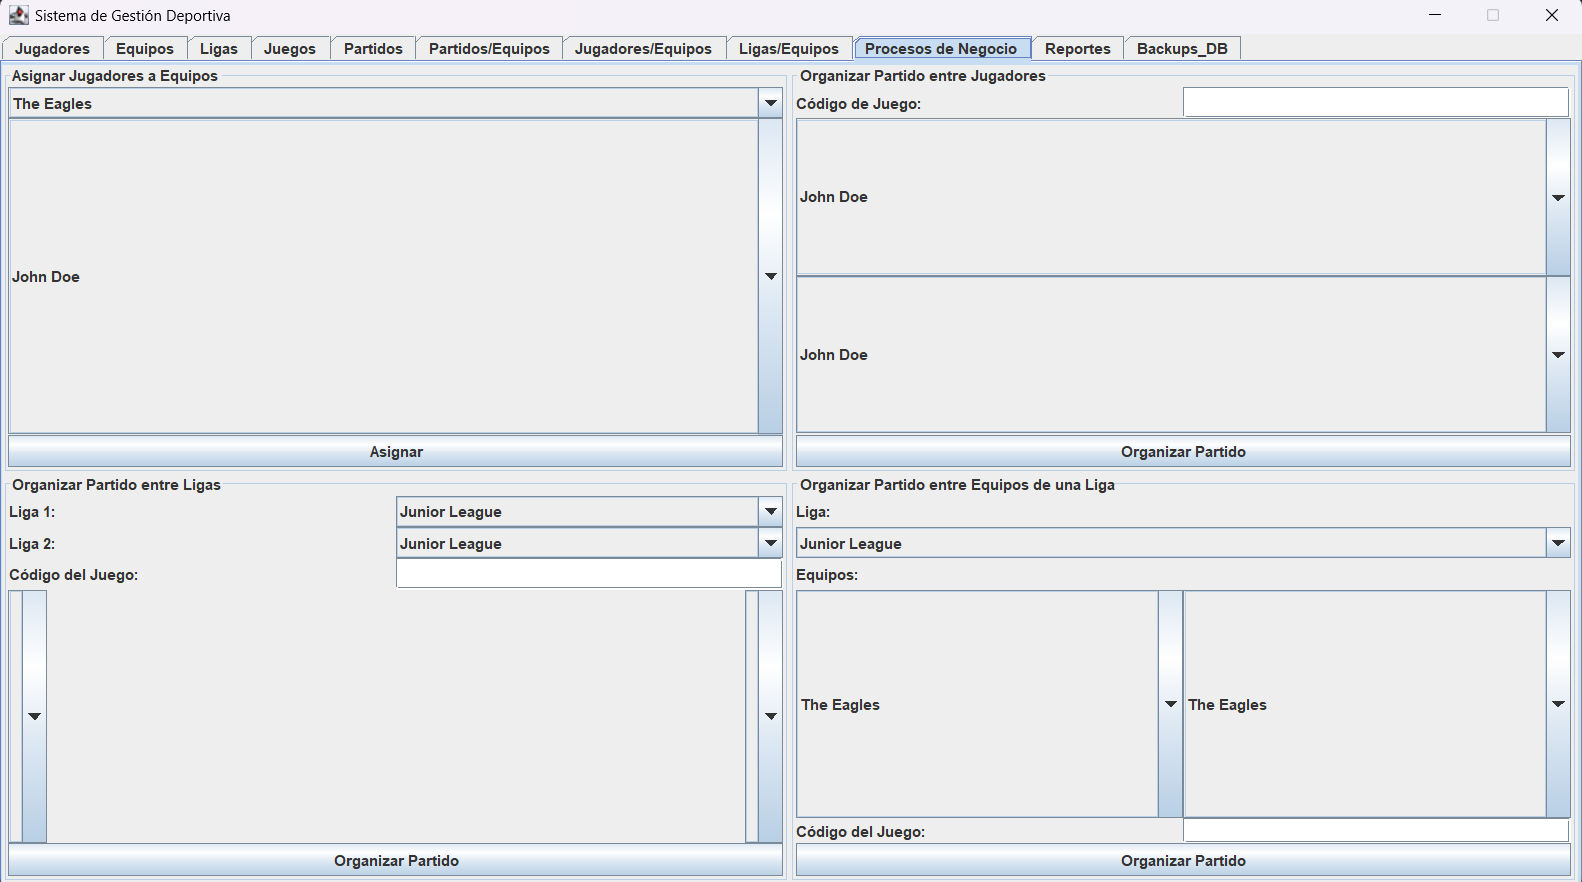 Sistema de Gestión Deportiva
Jugadores Equipos Ligas Juegos Partidos Partidos/Equipos Jugadores/Equipos Ligas/Equipos Procesos de Negocio Reportes Backups_DB
Asignar Jugadores a Equipos
The Eagles
John Doe
Asignar
Organizar Partido entre Jugadores
Código de Juego:
John Doe
John Doe
Organizar Partido
Organizar Partido entre Ligas
Liga 1: Junior League
Liga 2: Junior League
Código del Juego:
Organizar Partido
Organizar Partido entre Equipos de una Liga
Liga:
Junior League
Equipos:
The Eagles The Eagles
Código del Juego:
Organizar Partido